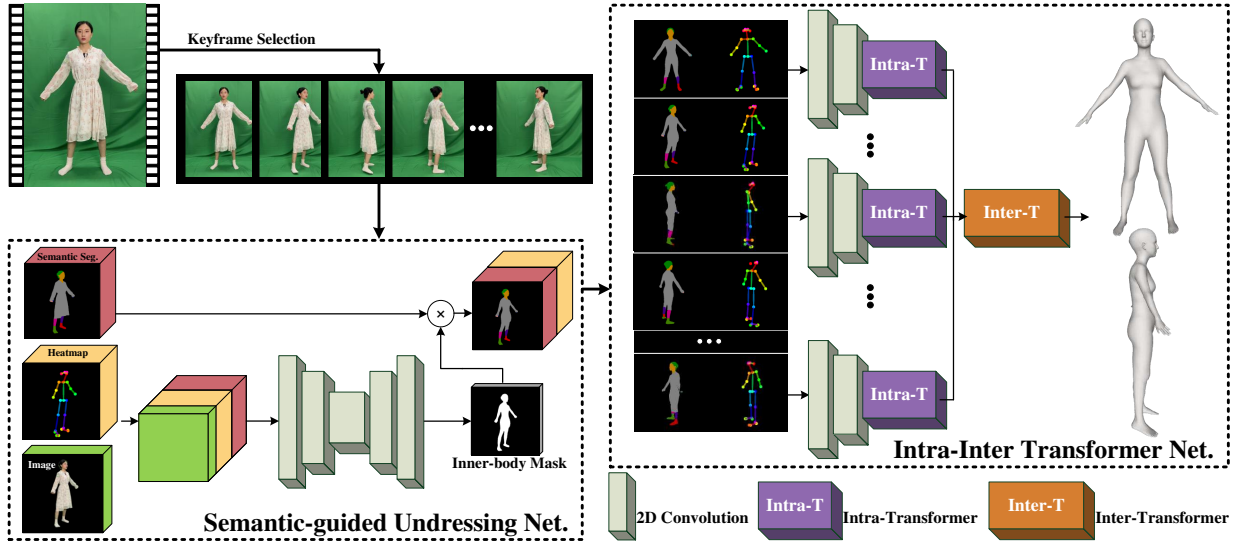 Keyframe Selection
Semantic Seg.
Heatmap
Image
Inner-body Mask
Semantic-guided Undressing Net.
Intra-T
Intra-T
Inter-T
Intra-T
Intra-Inter Transformer Net.
2D Convolution
Intra-T
Intra-Transformer
Inter-T
Inter-Transformer